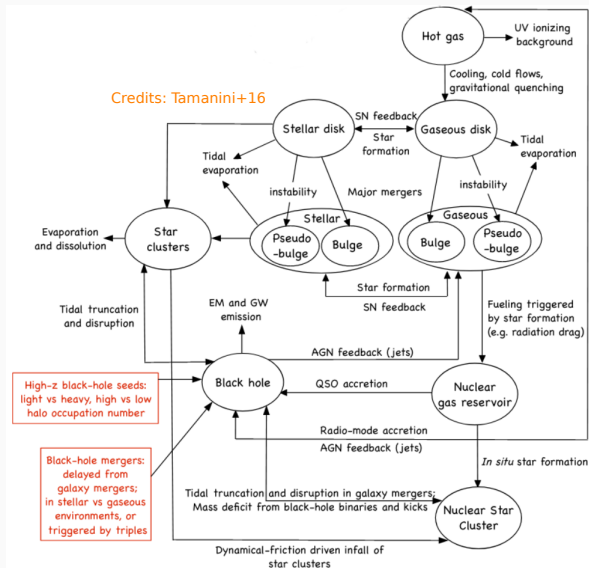 Hot gas
UV ionizing
background
Cooling, cold flows,
gravitational quenching
Credits: Tamanini+16
Stellar disk
SN feedback
Star
formation
Gaseous disk
Tidal
evaporation
Tidal
evaporation
instability
Major mergers
instability
Stellar
Pseudo
-bulge
Bulge
Gaseous
Bulge
Pseudo
-bulge
Evaporation
and dissolution
Star
clusters
Star formation
SN feedback
Tidal truncation
and disruption
EM and GW
emission
Fueling triggered
by star formation
(e.g. radiation drag)
AGN feedback (jets)
High-z black-hole seeds:
light vs heavy, high vs low
halo occupation number
Black hole
QSO accretion
Nuclear
gas reservoir
Radio-mode accretion
AGN feedback (jets)
Black-hole mergers:
delayed from
galaxy mergers;
in stellar vs gaseous
environments, or
triggered by triples
In situ star formation
Tidal truncation and disruption in galaxy mergers;
Mass deficit from black-hole binaries and kicks
Nuclear Star
Cluster
Dynamical-friction driven infall of
star clusters